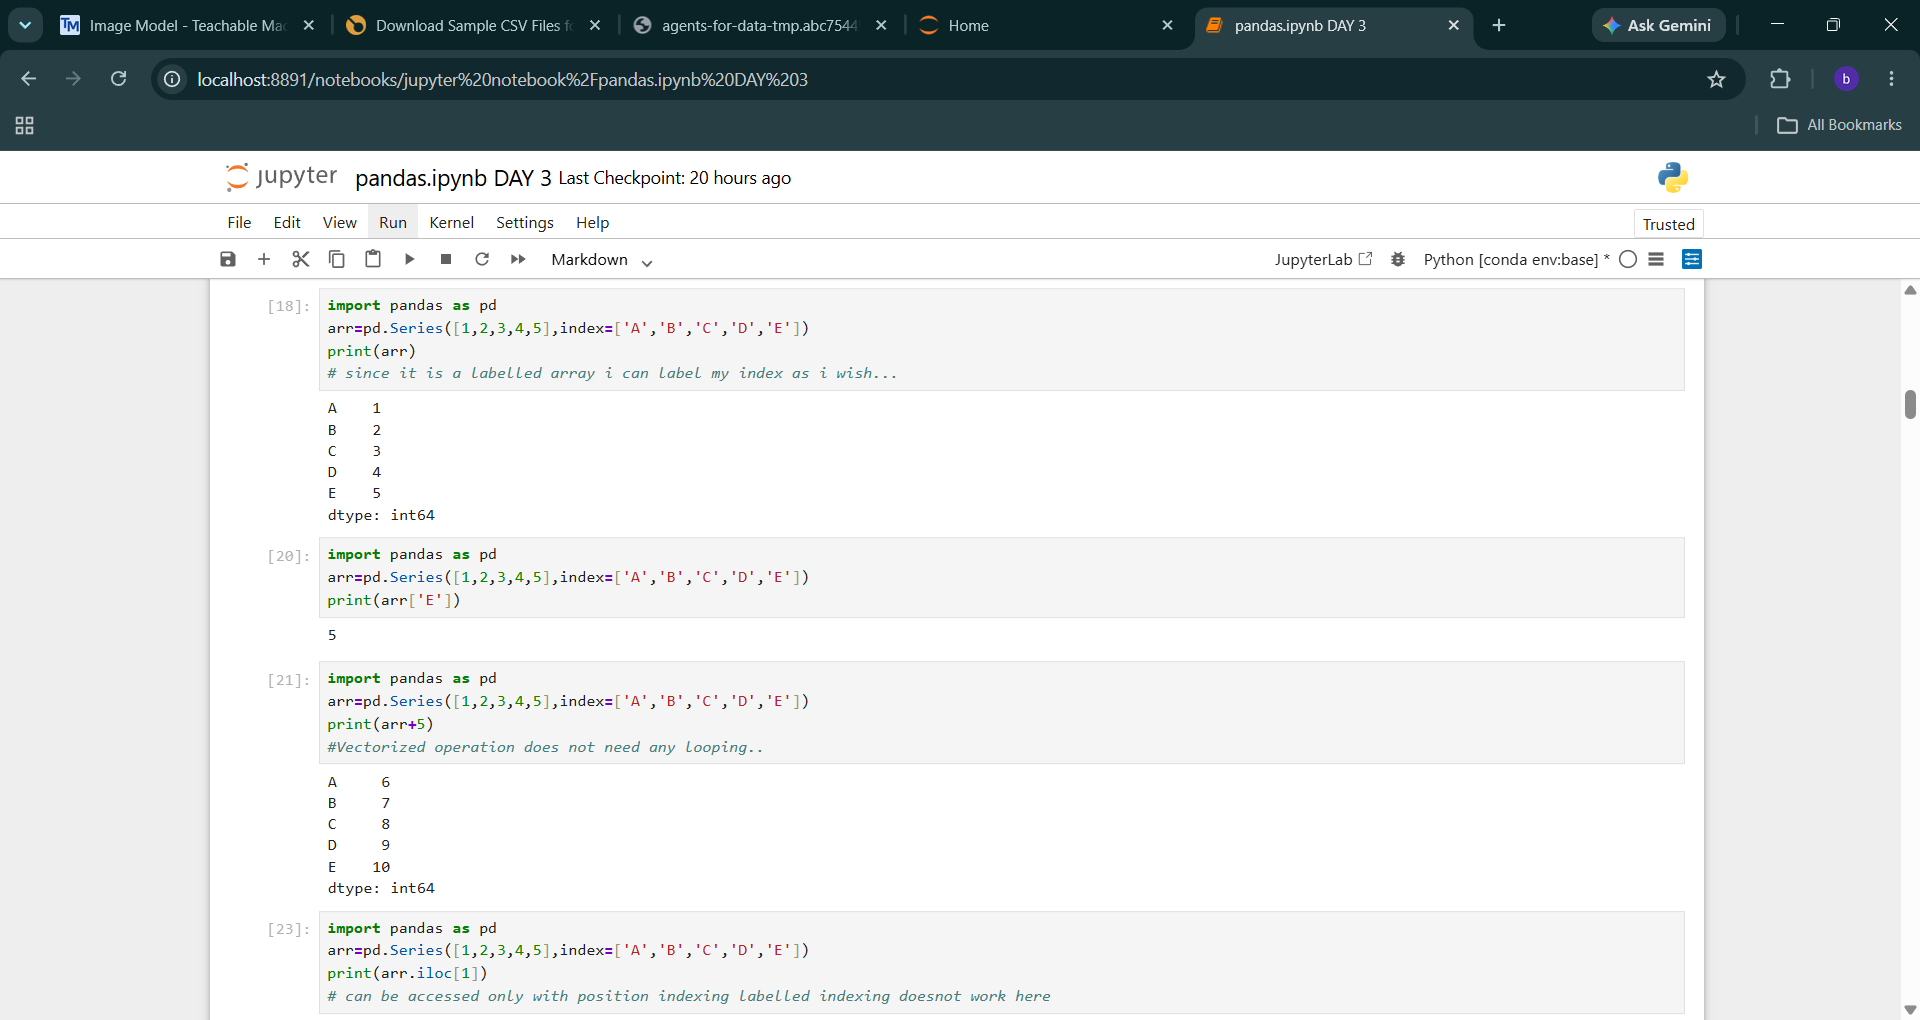 Image Model - Teachable Ma
Download Sample CSV Files f
agents-for-data-tmp.abc7544
Home
pandas.ipynb DAY 3
Ask Gemini
localhost:8891/notebooks/jupyter%20notebook%2Fpandas.ipynb%20DAY%203
b
All Bookmarks
jupyter pandas.ipynb DAY 3 Last Checkpoint: 20 hours ago
File Edit View Run Kernel Settings Help
Trusted
Markdown
JupyterLab
Python [conda env:base] *
[18]: import pandas as pd
arr=pd.Series([1,2,3,4,5],index=['A','B','C','D','E'])
print(arr)
# since it is a labelled array i can label my index as i wish...
A 1
B 2
C 3
D 4
E 5
dtype: int64
[20]: import pandas as pd
arr=pd.Series([1,2,3,4,5],index=['A','B','C','D','E'])
print(arr['E'])
5
[21]: import pandas as pd
arr=pd.Series([1,2,3,4,5],index=['A','B','C','D','E'])
print(arr+5)
#Vectorized operation does not need any looping..
A 6
B 7
C 8
D 9
E 10
dtype: int64
[23]: import pandas as pd
arr=pd.Series([1,2,3,4,5],index=['A','B','C','D','E'])
print(arr.iloc[1])
# can be accessed only with position indexing labelled indexing doesnot work here